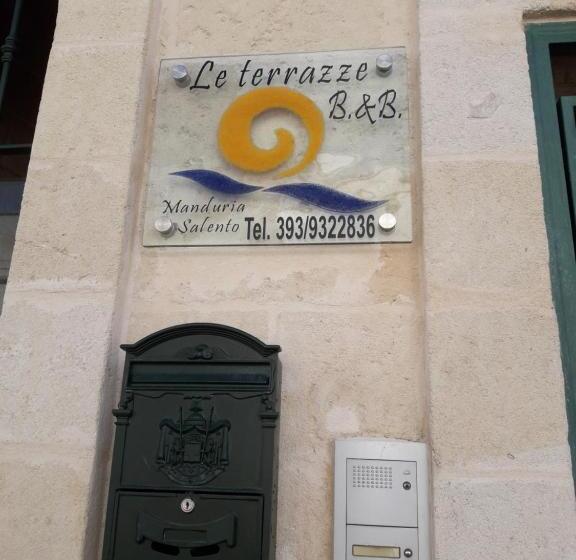 Le terrazze
B.&B.
Manduria
Salento Tel. 393/9322836